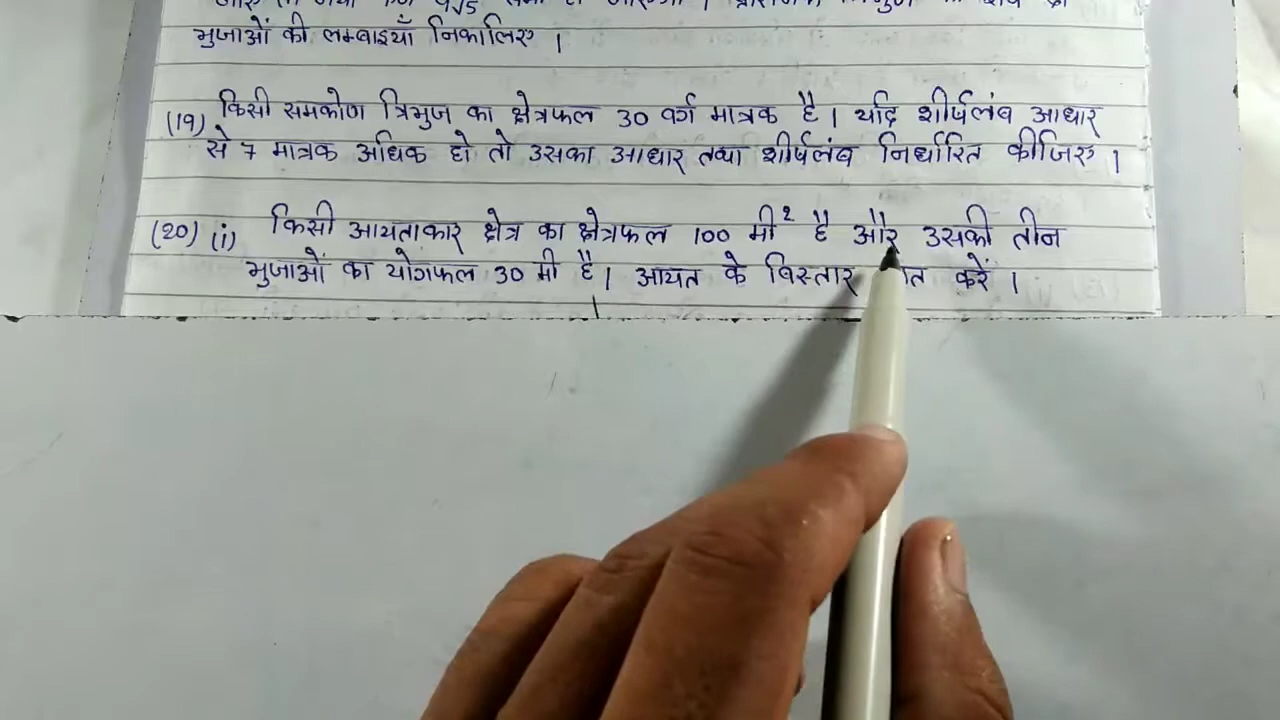 भुजाओं की लम्बाइयाँ निकालिए ।
(19) किसी समकोण त्रिभुज का क्षेत्रफल 30 वर्ग मात्रक है । यदि शीर्षलंब आधार
से 7 मात्रक अधिक हो तो उसका आधार तथा शीर्षलंब निर्धारित कीजिए ।
(20) (i) किसी आयताकार क्षेत्र का क्षेत्रफल 100 मी² है और उसकी तीन
भुजाओं का योगफल 30 मी है । आयत के विस्तार करें ।